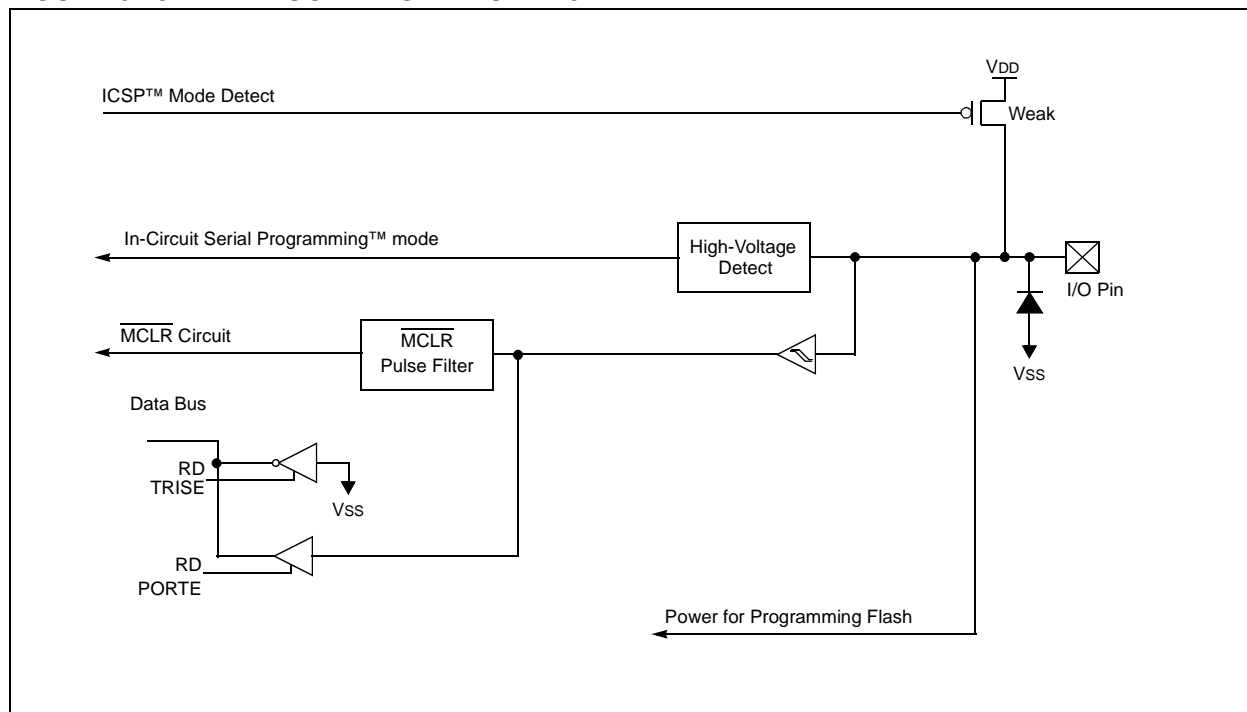 VDD
ICSP™ Mode Detect
Weak
In-Circuit Serial Programming™ mode
High-Voltage
Detect
I/O Pin
MCLR Circuit
MCLR
Pulse Filter
VSS
Data Bus
RD
TRISE
VSS
RD
PORTE
Power for Programming Flash